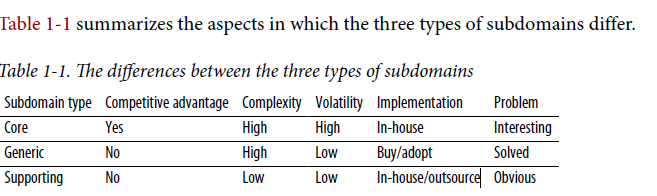 Table 1-1 summarizes the aspects in which the three types of subdomains differ.
Table 1-1. The differences between the three types of subdomains
Subdomain type Competitive advantage Complexity Volatility Implementation Problem
Core Yes High High In-house Interesting
Generic No High Low Buy/adopt Solved
Supporting No Low Low In-house/outsource Obvious